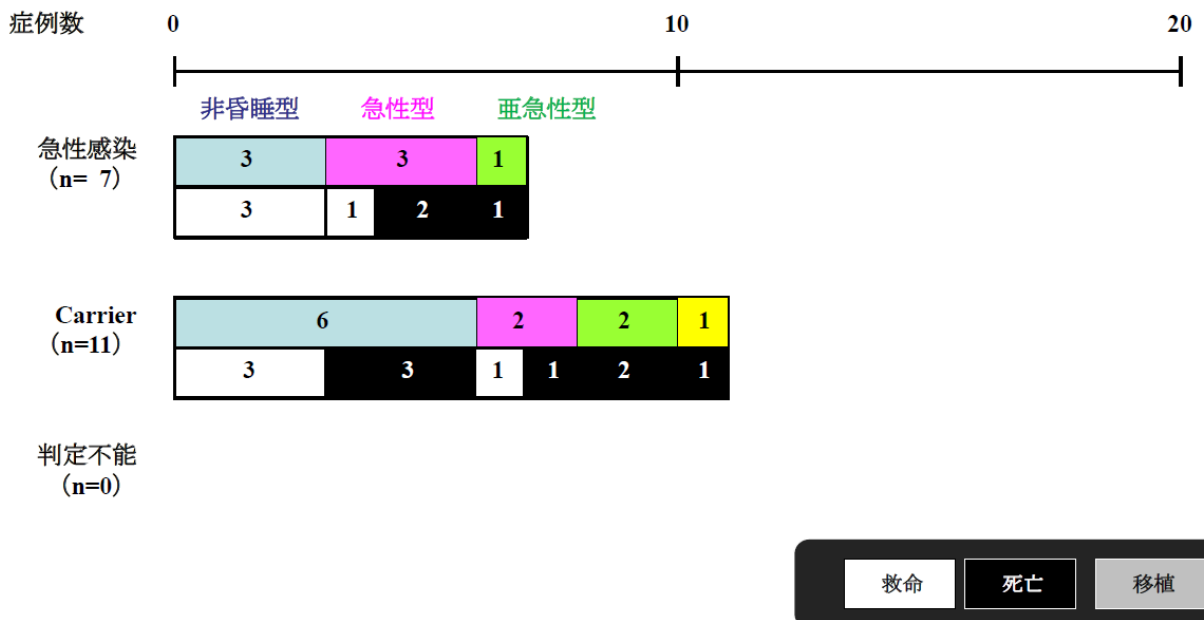 症例数 0 10 20
非昏睡型 急性型 亜急性型
急性感染
(n= 7)
3 3 1
3 1 2 1
Carrier
(n=11)
6 2 2 1
3 3 1 1 2 1
判定不能
(n=0)
救命 死亡 移植